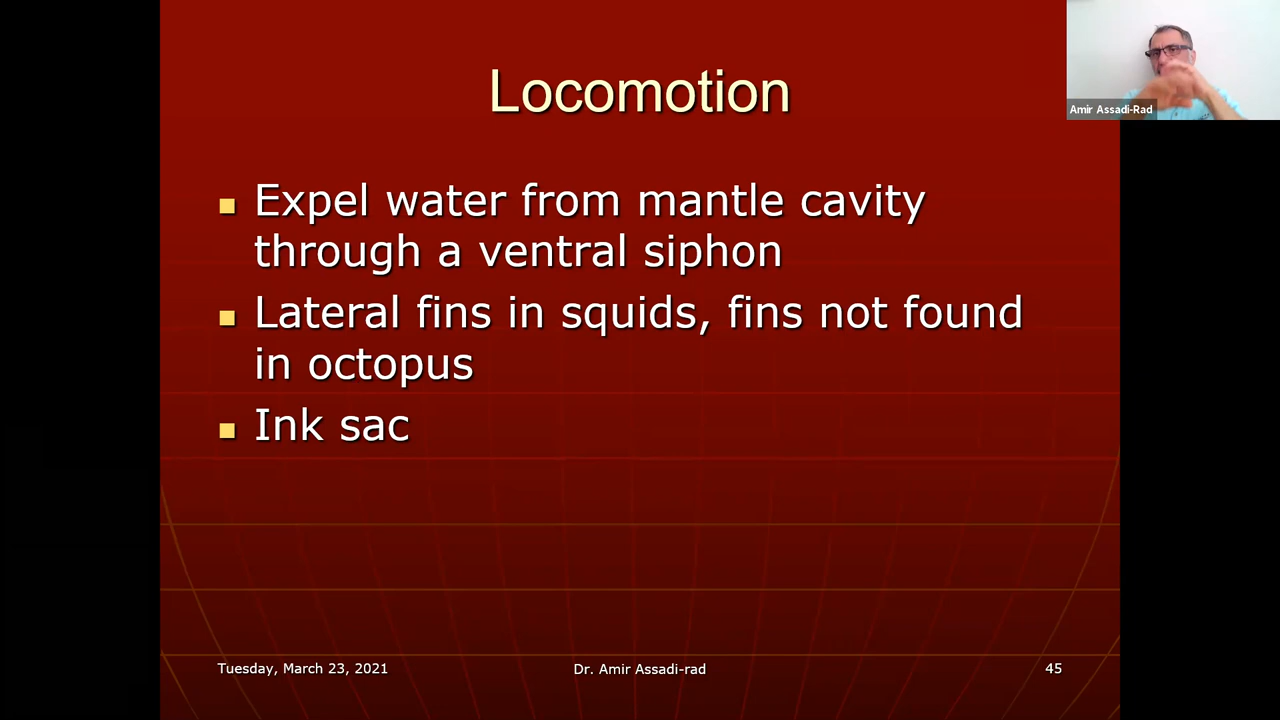 Locomotion
Amir Assadi-Rad
Expel water from mantle cavity
through a ventral siphon
Lateral fins in squids, fins not found
in octopus
Ink sac
Tuesday, March 23, 2021
Dr. Amir Assadi-rad
45